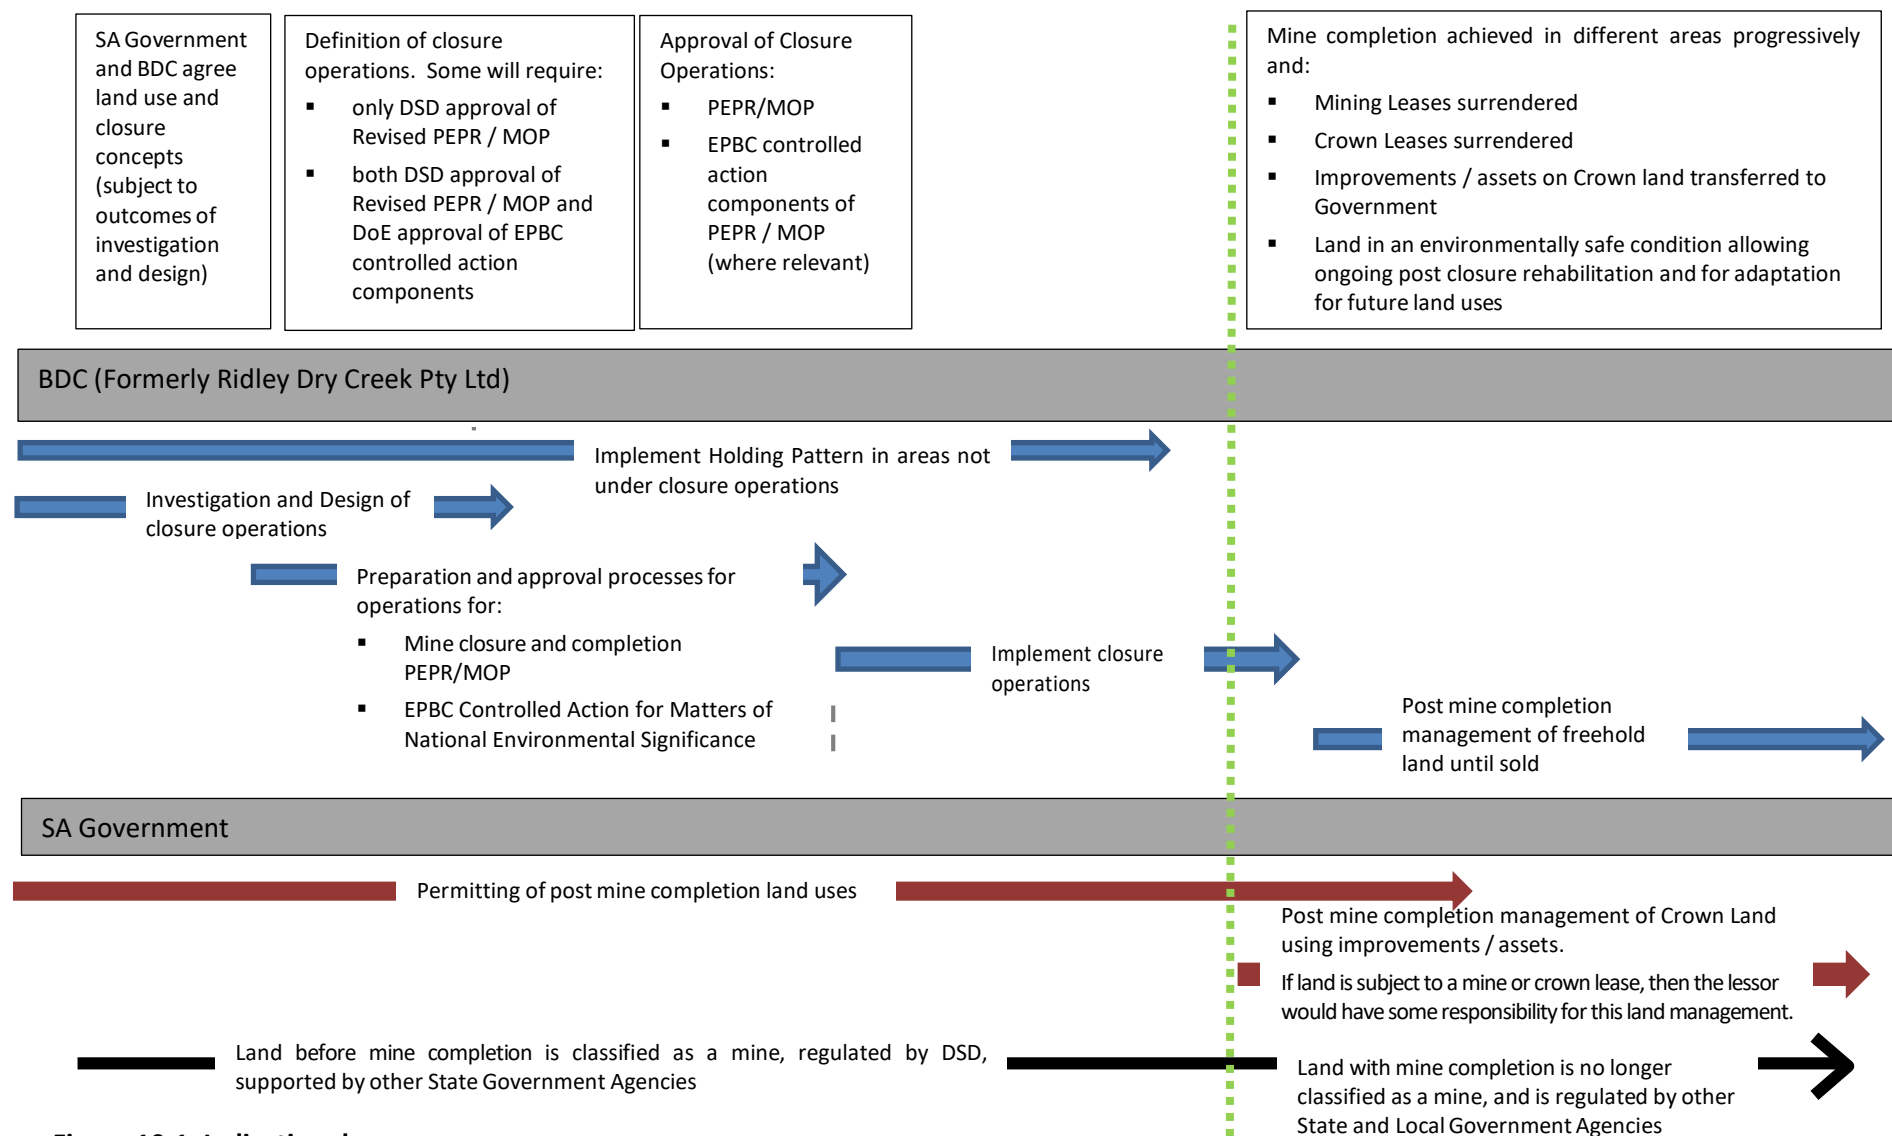 SA Government
and BDC agree
land use and
closure
concepts
(subject to
outcomes of
investigation
and design)
Definition of closure
operations. Some will require:
▪ only DSD approval of
Revised PEPR / MOP
▪ both DSD approval of
Revised PEPR / MOP and
DoE approval of EPBC
controlled action
components
Approval of Closure
Operations:
▪ PEPR/MOP
▪ EPBC controlled
action
components of
PEPR / MOP
(where relevant)
Mine completion achieved in different areas progressively
and:
▪ Mining Leases surrendered
▪ Crown Leases surrendered
▪ Improvements / assets on Crown land transferred to
Government
▪ Land in an environmentally safe condition allowing
ongoing post closure rehabilitation and for adaptation
for future land uses
BDC (Formerly Ridley Dry Creek Pty Ltd)
Implement Holding Pattern in areas not
under closure operations
Investigation and Design of
closure operations
Preparation and approval processes for
operations for:
▪ Mine closure and completion
PEPR/MOP
▪ EPBC Controlled Action for Matters of
National Environmental Significance
Implement closure
operations
Post mine completion
management of freehold
land until sold
SA Government
Permitting of post mine completion land uses
Post mine completion management of Crown Land
using improvements / assets.
If land is subject to a mine or crown lease, then the lessor
would have some responsibility for this land management.
Land before mine completion is classified as a mine, regulated by DSD,
supported by other State Government Agencies
Land with mine completion is no longer
classified as a mine, and is regulated by other
State and Local Government Agencies